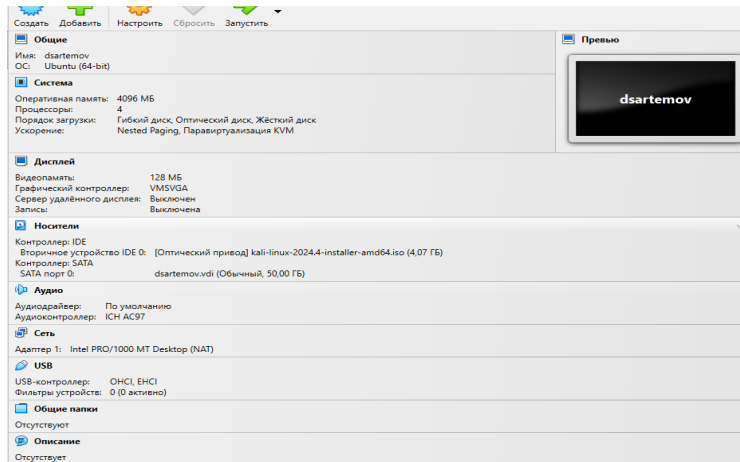 Создать Добавить Настроить Сбросить Запустить
Общие
Имя: dsartemov
ОС: Ubuntu (64-bit)
Превью
dsartemov
Система
Оперативная память: 4096 МБ
Процессоры: 4
Порядок загрузки: Гибкий диск, Оптический диск, Жёсткий диск
Ускорение: Nested Paging, Паравиртуализация KVM
Дисплей
Видеопамять: 128 МБ
Графический контроллер: VMSVGA
Сервер удалённого дисплея: Выключен
Запись: Выключена
Носители
Контроллер: IDE
Вторичное устройство IDE 0: [Оптический привод] kali-linux-2024.4-installer-amd64.iso (4,07 ГБ)
Контроллер: SATA
SATA порт 0: dsartemov.vdi (Обычный, 50,00 ГБ)
Аудио
Аудиодрайвер: По умолчанию
Аудиоконтроллер: ICH AC97
Сеть
Адаптер 1: Intel PRO/1000 MT Desktop (NAT)
USB
USB-контроллер: OHCI, EHCI
Фильтры устройств: 0 (0 активно)
Общие папки
Отсутствуют
Описание
Отсутствует